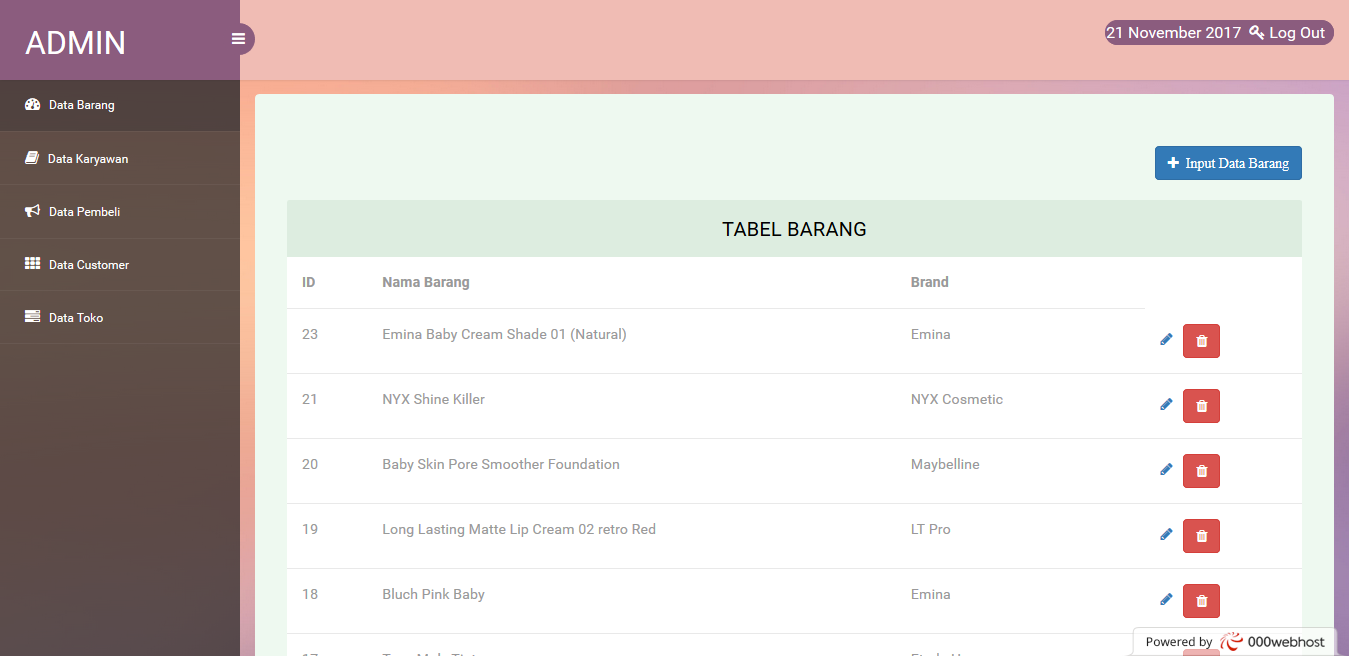 ADMIN
21 November 2017 Log Out
Data Barang
Data Karyawan
Data Pembeli
Data Customer
Data Toko
Input Data Barang
TABEL BARANG
ID Nama Barang Brand
23 Emina Baby Cream Shade 01 (Natural) Emina
21 NYX Shine Killer NYX Cosmetic
20 Baby Skin Pore Smoother Foundation Maybelline
19 Long Lasting Matte Lip Cream 02 retro Red LT Pro
18 Bluch Pink Baby Emina
17
Powered by 000webhost